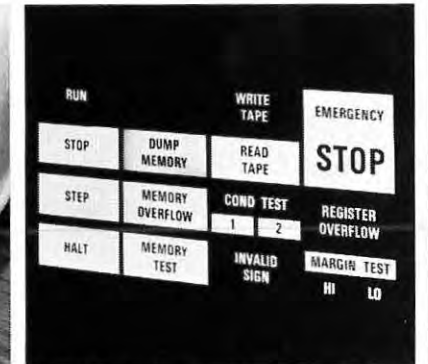 RUN
WRITE
TAPE
EMERGENCY
STOP
STOP
DUMP
MEMORY
READ
TAPE
STEP
MEMORY
OVERFLOW
COND TEST
1 2
REGISTER
OVERFLOW
HALT
MEMORY
TEST
INVALID
SIGN
MARGIN TEST
HI LO